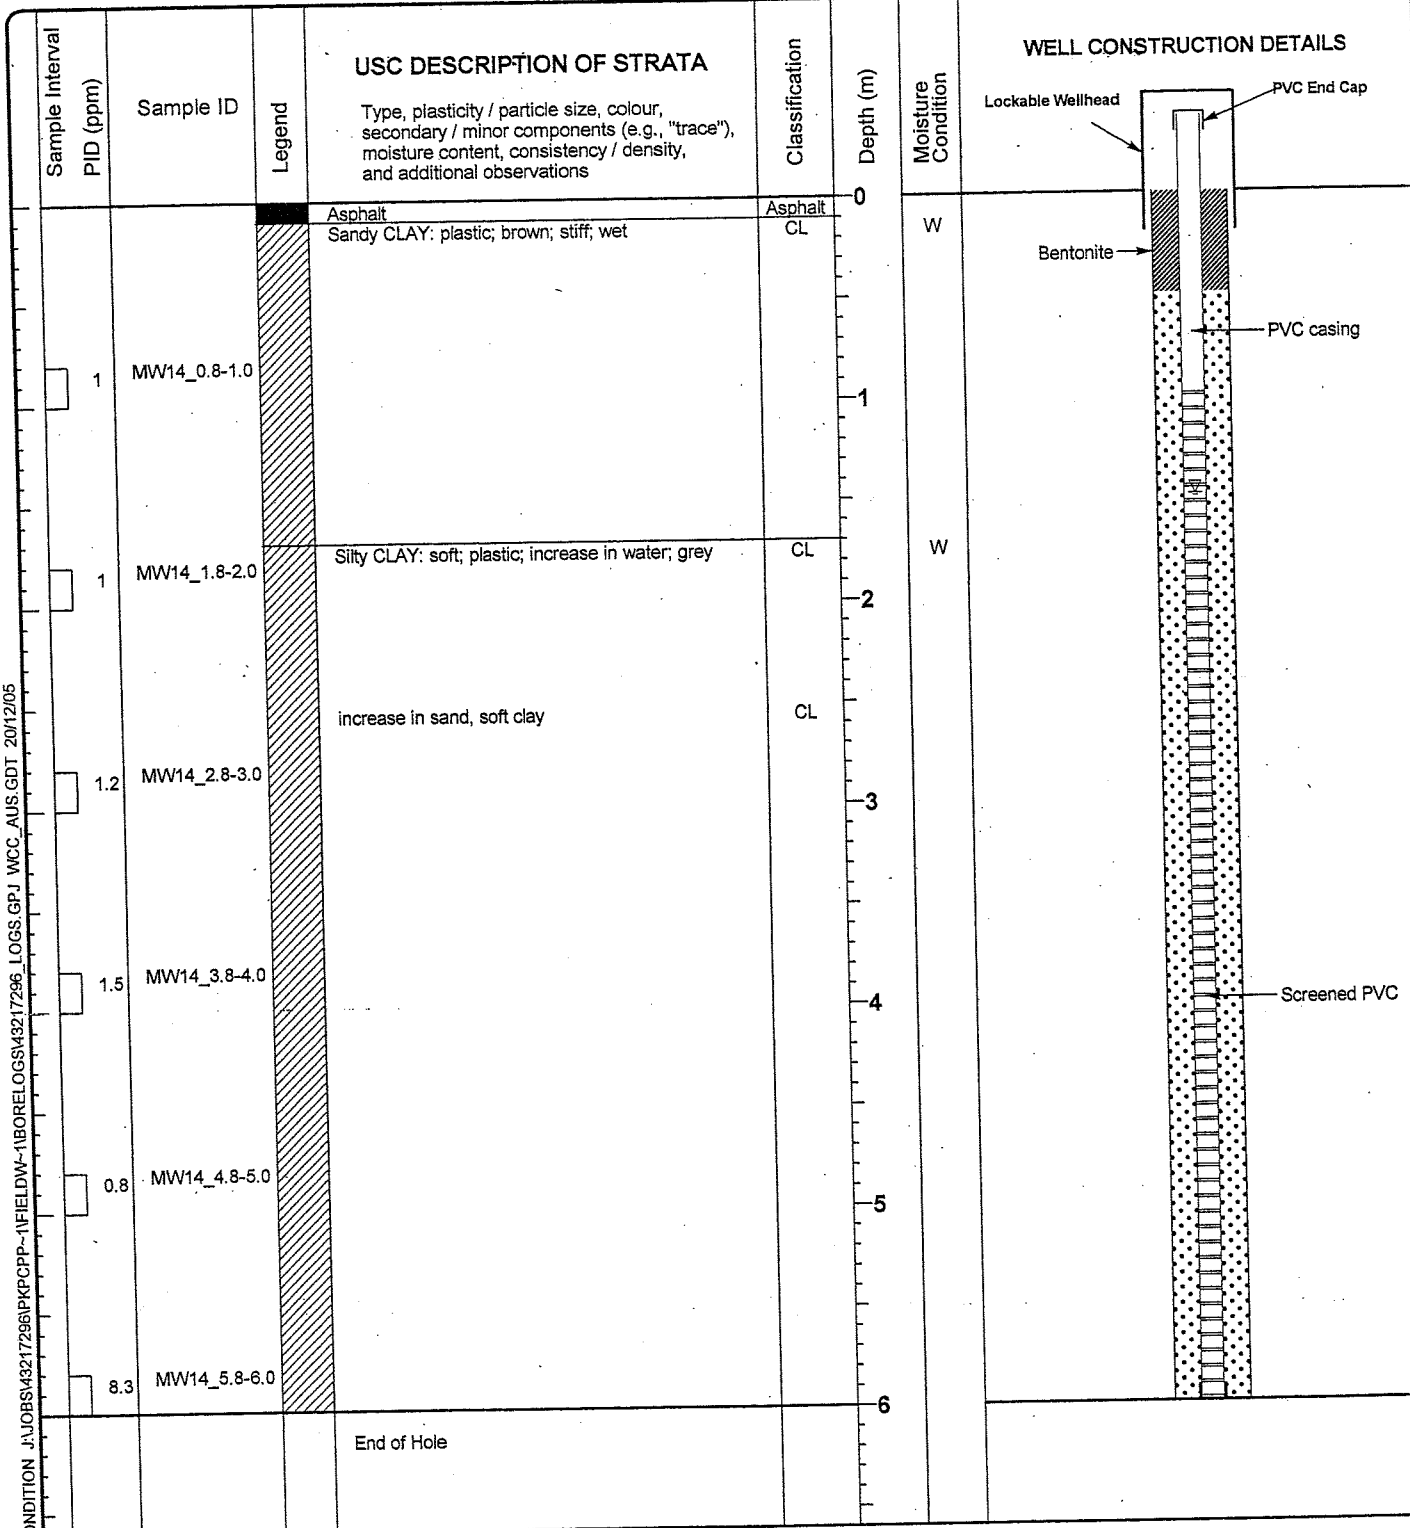 Sample Interval
PID (ppm)
Sample ID
Legend
USC DESCRIPTION OF STRATA
Type, plasticity / particle size, colour,
secondary / minor components (e.g., "trace"),
moisture content, consistency / density,
and additional observations
Classification
Depth (m)
Moisture
Condition
WELL CONSTRUCTION DETAILS
Lockable Wellhead
PVC End Cap
0
Asphalt
Asphalt
Sandy CLAY: plastic; brown; stiff; wet
CL
W
Bentonite
PVC casing
1
MW14_0.8-1.0
1
Silty CLAY: soft; plastic; increase in water; grey
CL
W
1
MW14_1.8-2.0
2
increase in sand, soft clay
CL
1.2
MW14_2.8-3.0
3
1.5
MW14_3.8-4.0
4
Screened PVC
0.8
MW14_4.8-5.0
5
8.3
MW14_5.8-6.0
6
End of Hole
NDITION J:\JOBS\43217296\PKPCPP~1\FIELDW~1\BORELOGS\43217296_LOGS.GPJ WCC_AUS.GDT 20/12/05